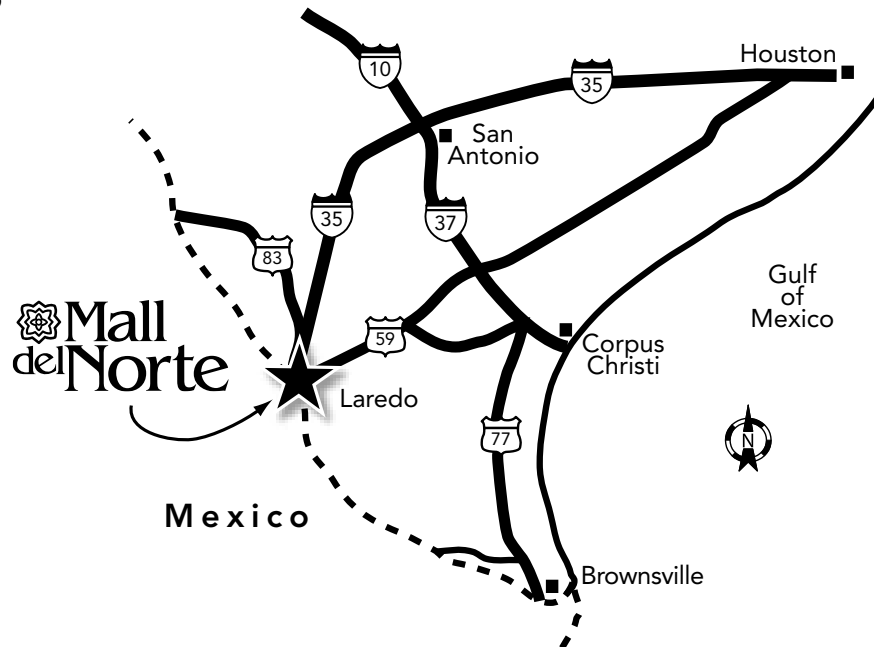 10
Houston
35
San
Antonio
35
37
83
Gulf
of
Mexico
Mall
del Norte
59
Corpus
Christi
Laredo
77
N
Mexico
Brownsville